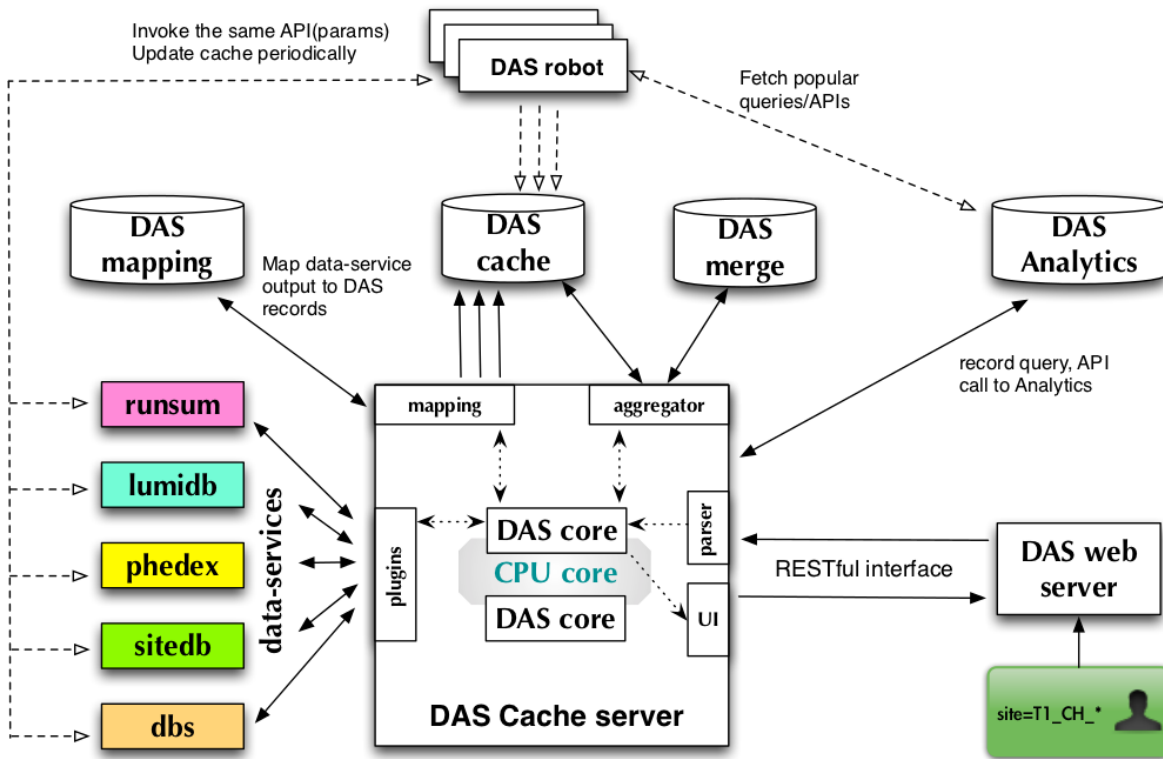 Invoke the same API(params)
Update cache periodically
DAS robot
Fetch popular
queries/APIs
DAS
mapping
DAS
cache
DAS
merge
DAS
Analytics
Map data-service
output to DAS
records
record query, API
call to Analytics
runsum
lumidb
phedex
sitedb
dbs
data-services
mapping
aggregator
plugins
DAS core
CPU core
DAS core
parser
UI
DAS Cache server
RESTful interface
DAS web
server
site=T1_CH_*